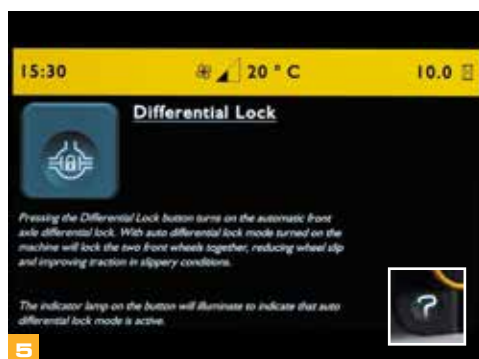 15:30 20 ° C 10.0
Differential Lock
Pressing the Differential Lock button turns on the automatic front
axle differential lock. With auto differential lock mode turned on the
machine will lock the two front wheels together, reducing wheel slip
and improving traction in slippery conditions.
The indicator lamp on the button will illuminate to indicate that auto
differential lock mode is active.
?
5